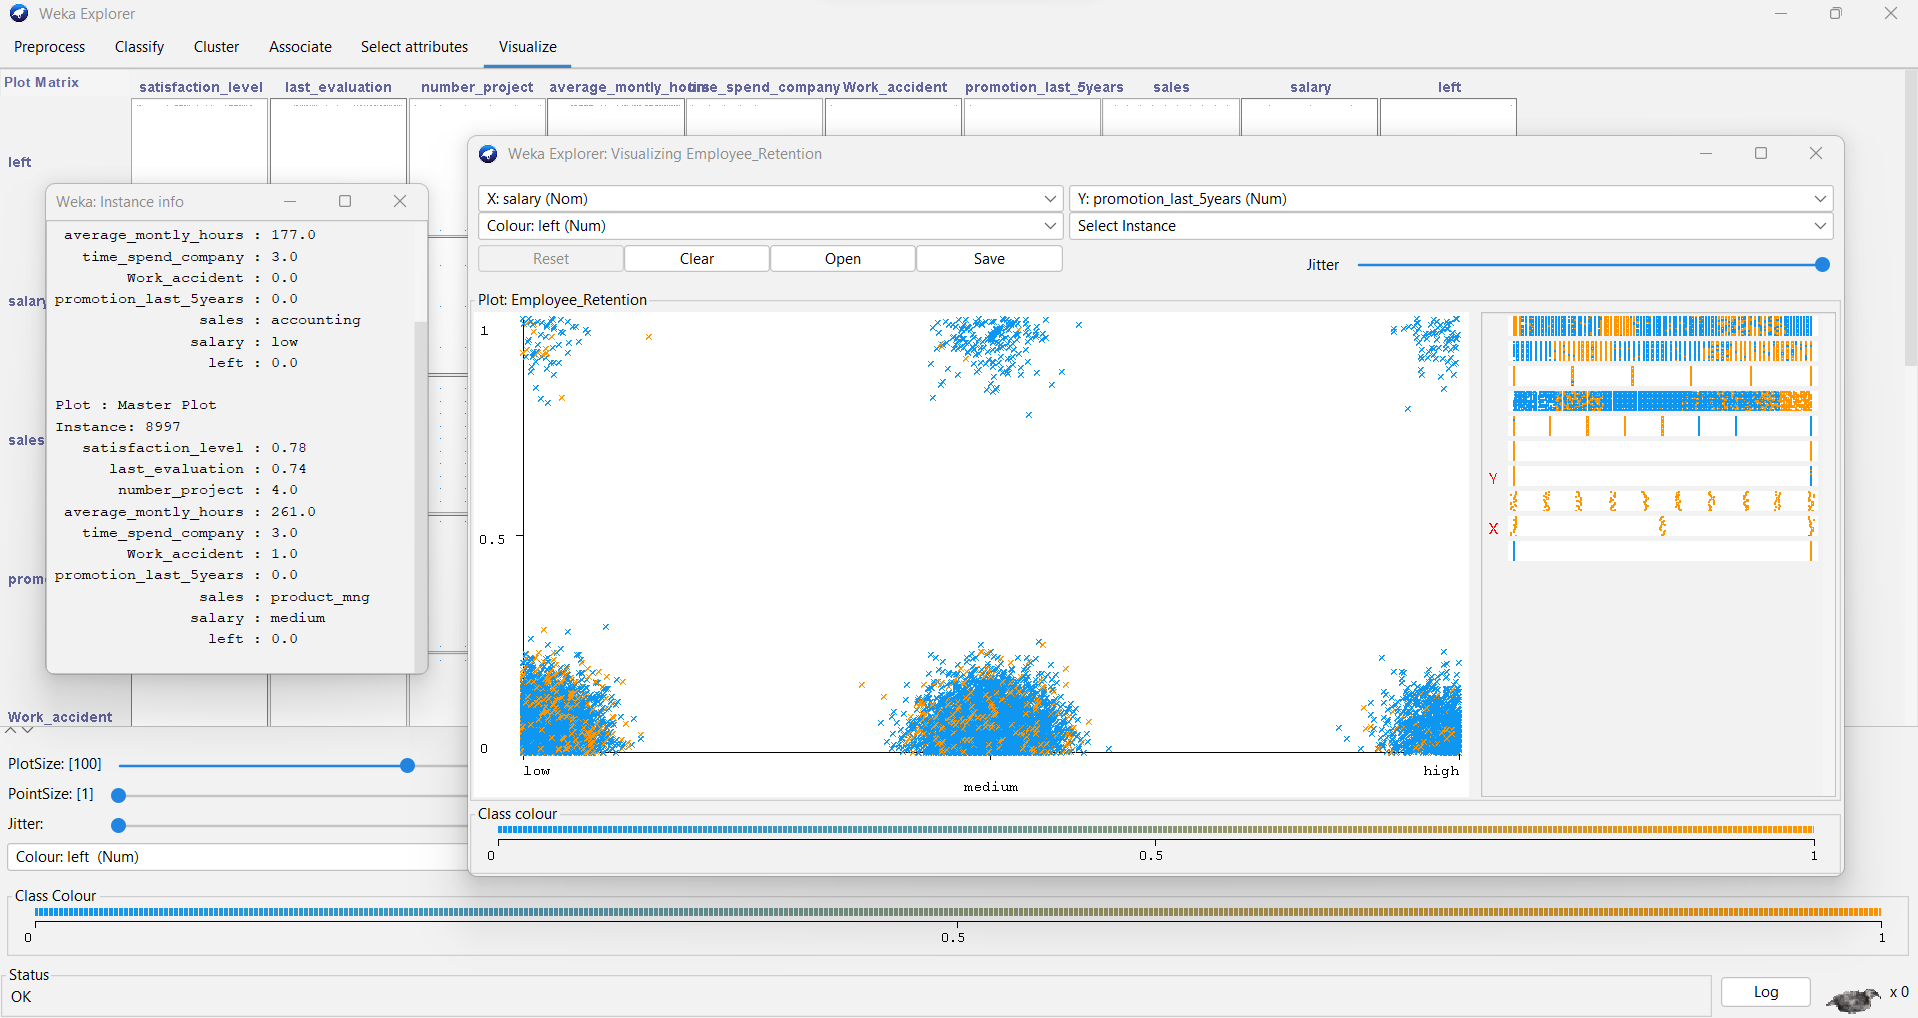 Weka Explorer
Preprocess Classify Cluster Associate Select attributes Visualize
Plot Matrix
satisfaction_level last_evaluation number_project average_montly_hours time_spend_company Work_accident promotion_last_5years sales salary left
left
salary
sales
prom
Work_accident
Weka: Instance info
average_montly_hours : 177.0
time_spend_company : 3.0
Work_accident : 0.0
promotion_last_5years : 0.0
sales : accounting
salary : low
left : 0.0
Plot : Master Plot
Instance: 8997
satisfaction_level : 0.78
last_evaluation : 0.74
number_project : 4.0
average_montly_hours : 261.0
time_spend_company : 3.0
Work_accident : 1.0
promotion_last_5years : 0.0
sales : product_mng
salary : medium
left : 0.0
Weka Explorer: Visualizing Employee_Retention
X: salary (Nom) Y: promotion_last_5years (Num)
Colour: left (Num) Select Instance
Reset Clear Open Save Jitter
Plot: Employee_Retention
1
0.5
0
low medium high
Y
X
Class colour
0 0.5 1
PlotSize: [100]
PointSize: [1]
Jitter:
Colour: left (Num)
Class Colour
0 0.5 1
Status
OK
Log x 0